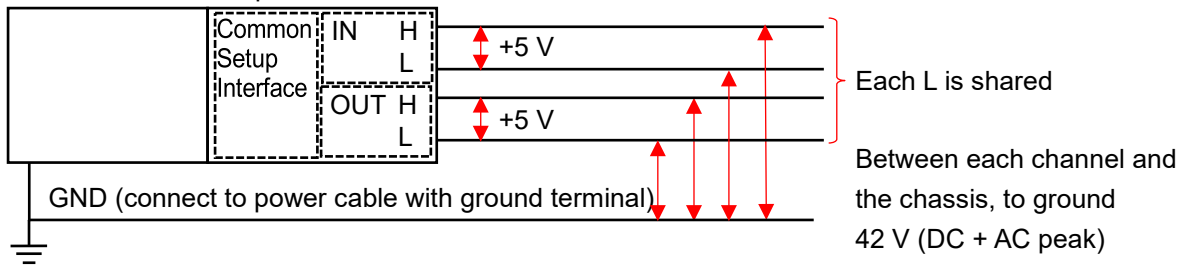 Common
Setup
Interface
IN H
L
OUT H
L
+5 V
+5 V
Each L is shared
Between each channel and
the chassis, to ground
42 V (DC + AC peak)
GND (connect to power cable with ground terminal)